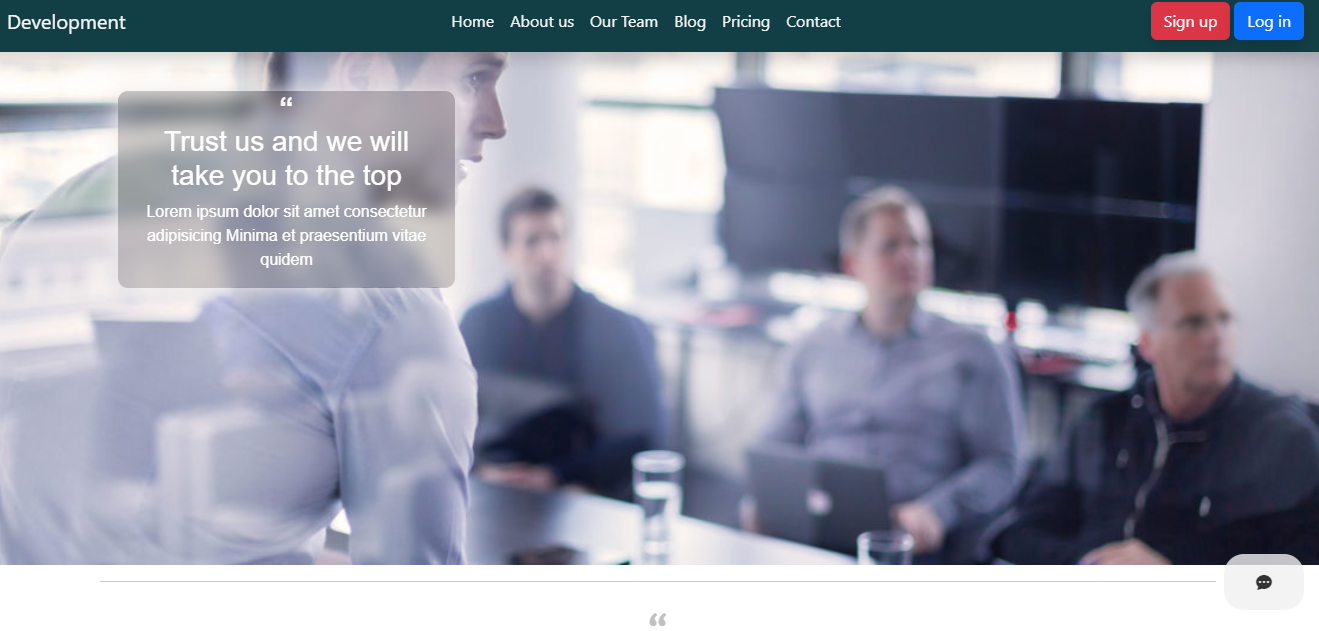 Development
Home About us Our Team Blog Pricing Contact
Sign up Log in
“
Trust us and we will
take you to the top
Lorem ipsum dolor sit amet consectetur
adipisicing Minima et praesentium vitae
quidem
“